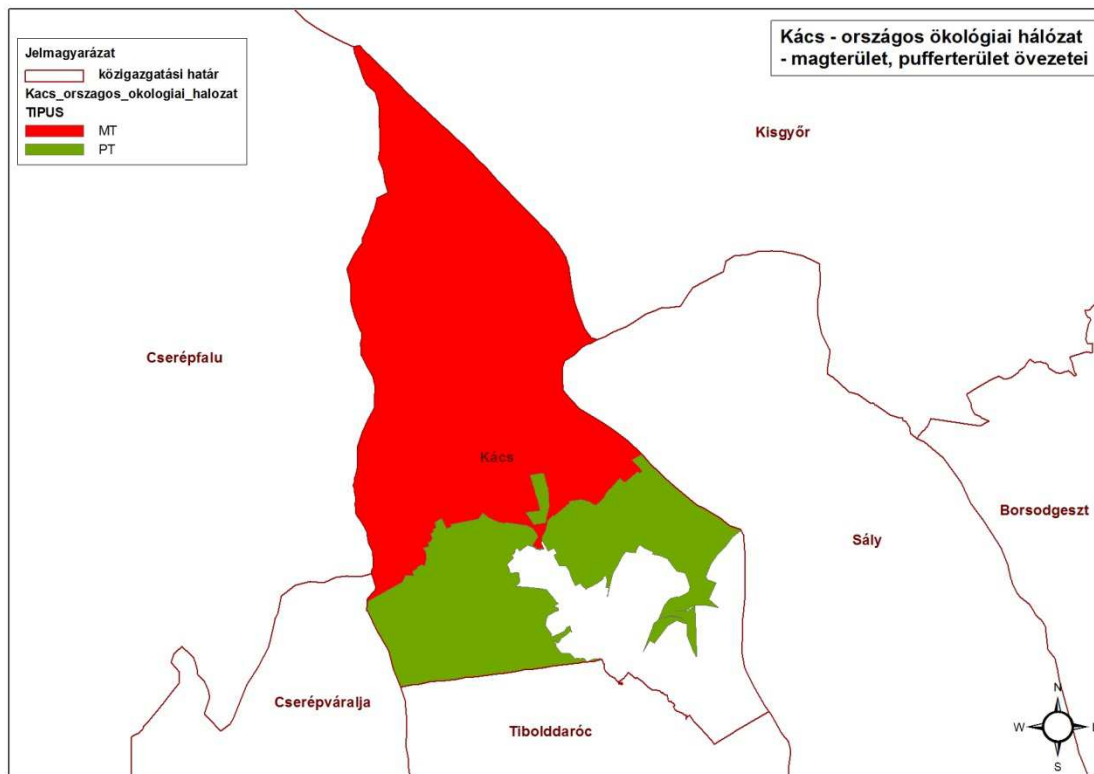 Kács - országos ökológiai hálózat
- magterület, pufferterület övezetei
Jelmagyarázat
közigazgatási határ
Kacs_orszagos_okologiai_halozat
TIPUS
MT
PT
Kisgyőr
Cserépfalu
Kács
Borsodgeszt
Sály
Cserépváralja
Tibolddaróc
N
W
S